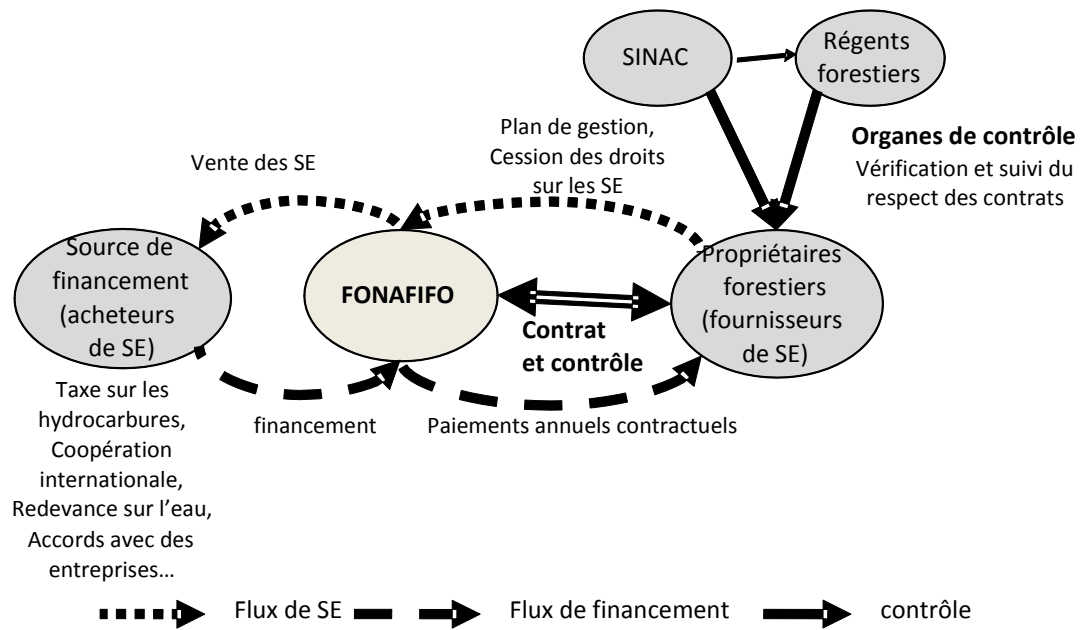 SINAC
Régents
forestiers
Organes de contrôle
Vérification et suivi du
respect des contrats
Plan de gestion,
Cession des droits
sur les SE
Vente des SE
Source de
financement
(acheteurs
de SE)
FONAFIFO
Contrat
et contrôle
Propriétaires
forestiers
(fournisseurs
de SE)
Taxe sur les
hydrocarbures,
Coopération
internationale,
Redevance sur l’eau,
Accords avec des
entreprises…
financement
Paiements annuels contractuels
Flux de SE
Flux de financement
contrôle